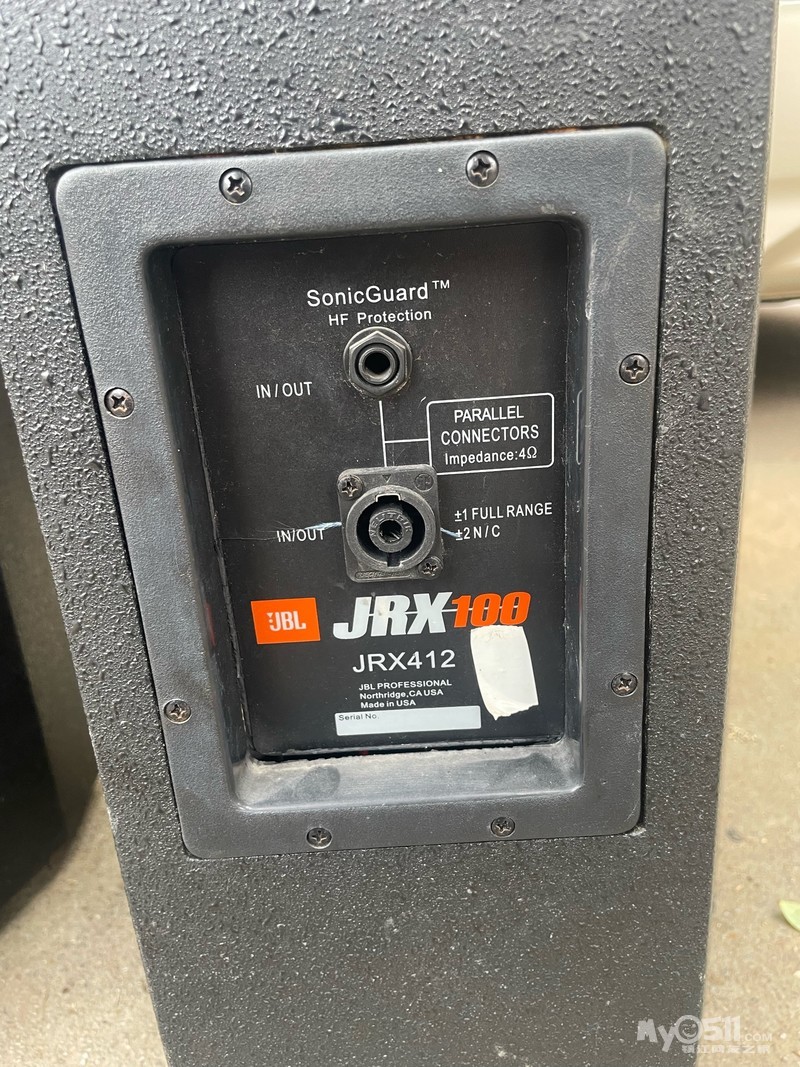 SonicGuard™
HF Protection
IN/OUT
PARALLEL
CONNECTORS
Impedance:4Ω
IN/OUT
±1 FULL RANGE
±2 N/C
JBL
JRX100
JRX412
JBL PROFESSIONAL
Northridge,CA USA
Made in USA
Serial No.
MyO511.COM